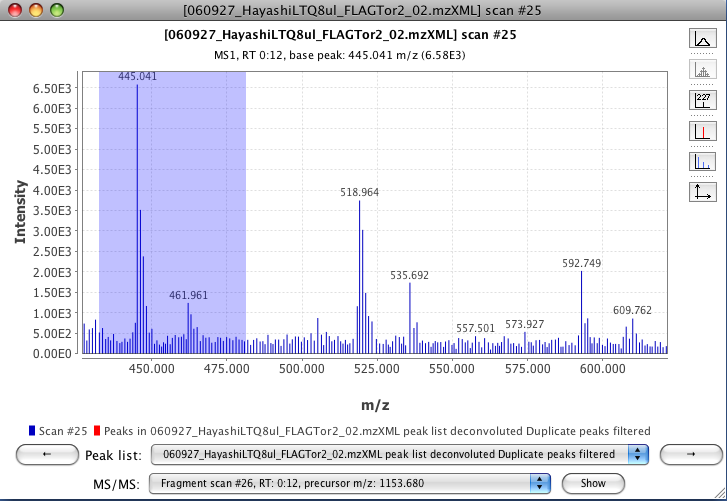 [060927_HayashiLTQ8ul_FLAGTor2_02.mzXML] scan #25
[060927_HayashiLTQ8ul_FLAGTor2_02.mzXML] scan #25
MS1, RT 0:12, base peak: 445.041 m/z (6.58E3)
445.041
6.50E3
6.00E3
5.50E3
5.00E3
4.50E3
4.00E3
3.50E3
3.00E3
2.50E3
2.00E3
1.50E3
1.00E3
5.00E2
0.00E0
Intensity
518.964
592.749
535.692
461.961
609.762
573.927
557.501
450.000 475.000 500.000 525.000 550.000 575.000 600.000
m/z
227
Scan #25 Peaks in 060927_HayashiLTQ8ul_FLAGTor2_02.mzXML peak list deconvoluted Duplicate peaks filtered
← Peak list: 060927_HayashiLTQ8ul_FLAGTor2_02.mzXML peak list deconvoluted Duplicate peaks filtered →
MS/MS: Fragment scan #26, RT: 0:12, precursor m/z: 1153.680 Show